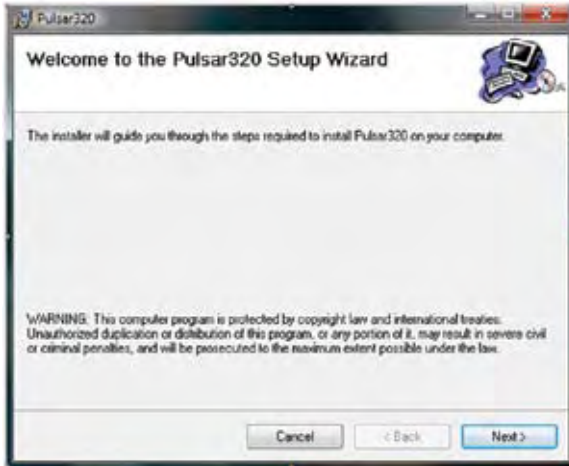 Pulsar320
Welcome to the Pulsar320 Setup Wizard
The installer will guide you through the steps required to install Pulsar320 on your computer.
WARNING: This computer program is protected by copyright law and international treaties.
Unauthorized duplication or distribution of this program, or any portion of it, may result in severe civil
or criminal penalties, and will be prosecuted to the maximum extent possible under the law.
Cancel
< Back
Next >